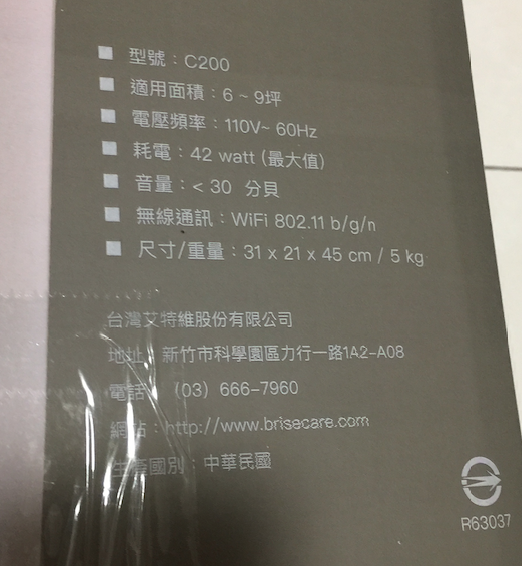 ■ 型號：C200
■ 適用面積：6 ~ 9坪
■ 電壓頻率：110V~ 60Hz
■ 耗電：42 watt (最大值)
■ 音量：< 30 分貝
■ 無線通訊：WiFi 802.11 b/g/n
■ 尺寸/重量：31 x 21 x 45 cm / 5 kg
台灣艾特維股份有限公司
地址：新竹市科學園區力行一路1A2-A08
電話：（03）666-7960
網站：http://www.brisecare.com
生產國別：中華民國
R63037